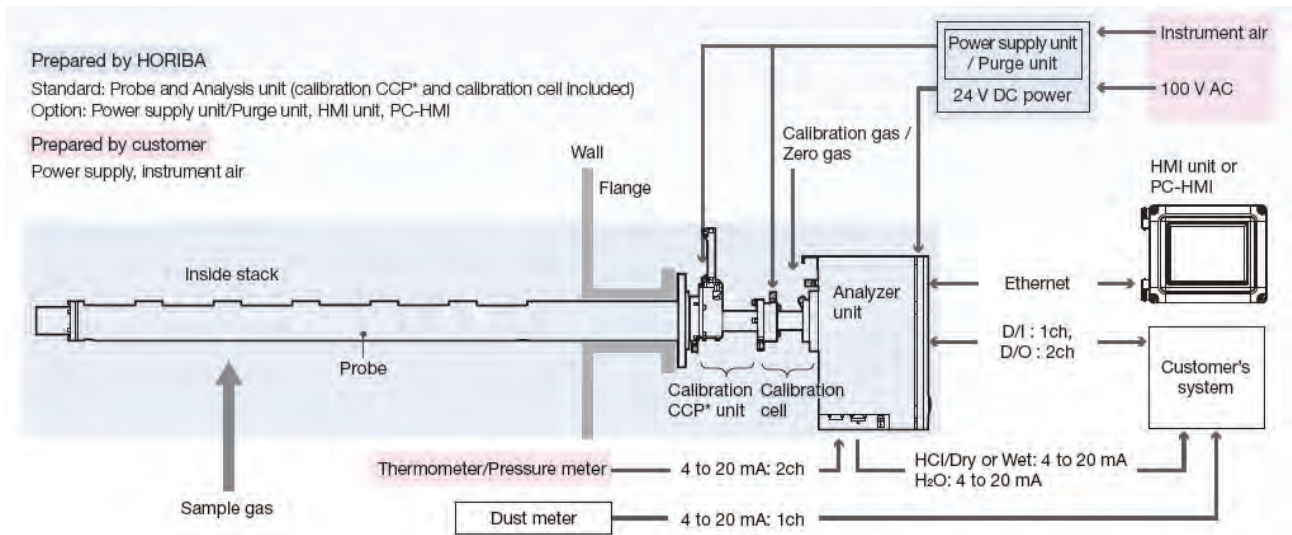 Prepared by HORIBA
Standard: Probe and Analysis unit (calibration CCP* and calibration cell included)
Option: Power supply unit/Purge unit, HMI unit, PC-HMI
Prepared by customer
Power supply, instrument air
Power supply unit
/ Purge unit
24 V DC power
Instrument air
100 V AC
Calibration gas /
Zero gas
Wall
Flange
HMI unit or
PC-HMI
Inside stack
Probe
Analyzer
unit
Ethernet
D/I : 1ch,
D/O : 2ch
Customer's
system
Calibration
CCP* unit
Calibration
cell
Thermometer/Pressure meter
4 to 20 mA: 2ch
HCl/Dry or Wet: 4 to 20 mA
H₂O: 4 to 20 mA
Sample gas
Dust meter
4 to 20 mA: 1ch